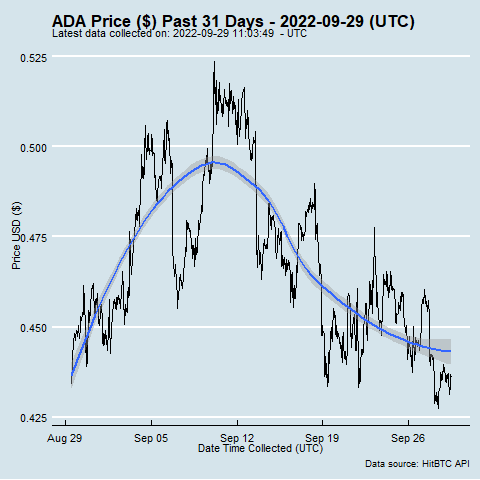 ADA Price ($) Past 31 Days - 2022-09-29 (UTC)
Latest data collected on: 2022-09-29 11:03:49 - UTC
0.525
0.500
0.475
0.450
0.425
Price USD ($)
Aug 29 Sep 05 Sep 12 Sep 19 Sep 26
Date Time Collected (UTC)
Data source: HitBTC API